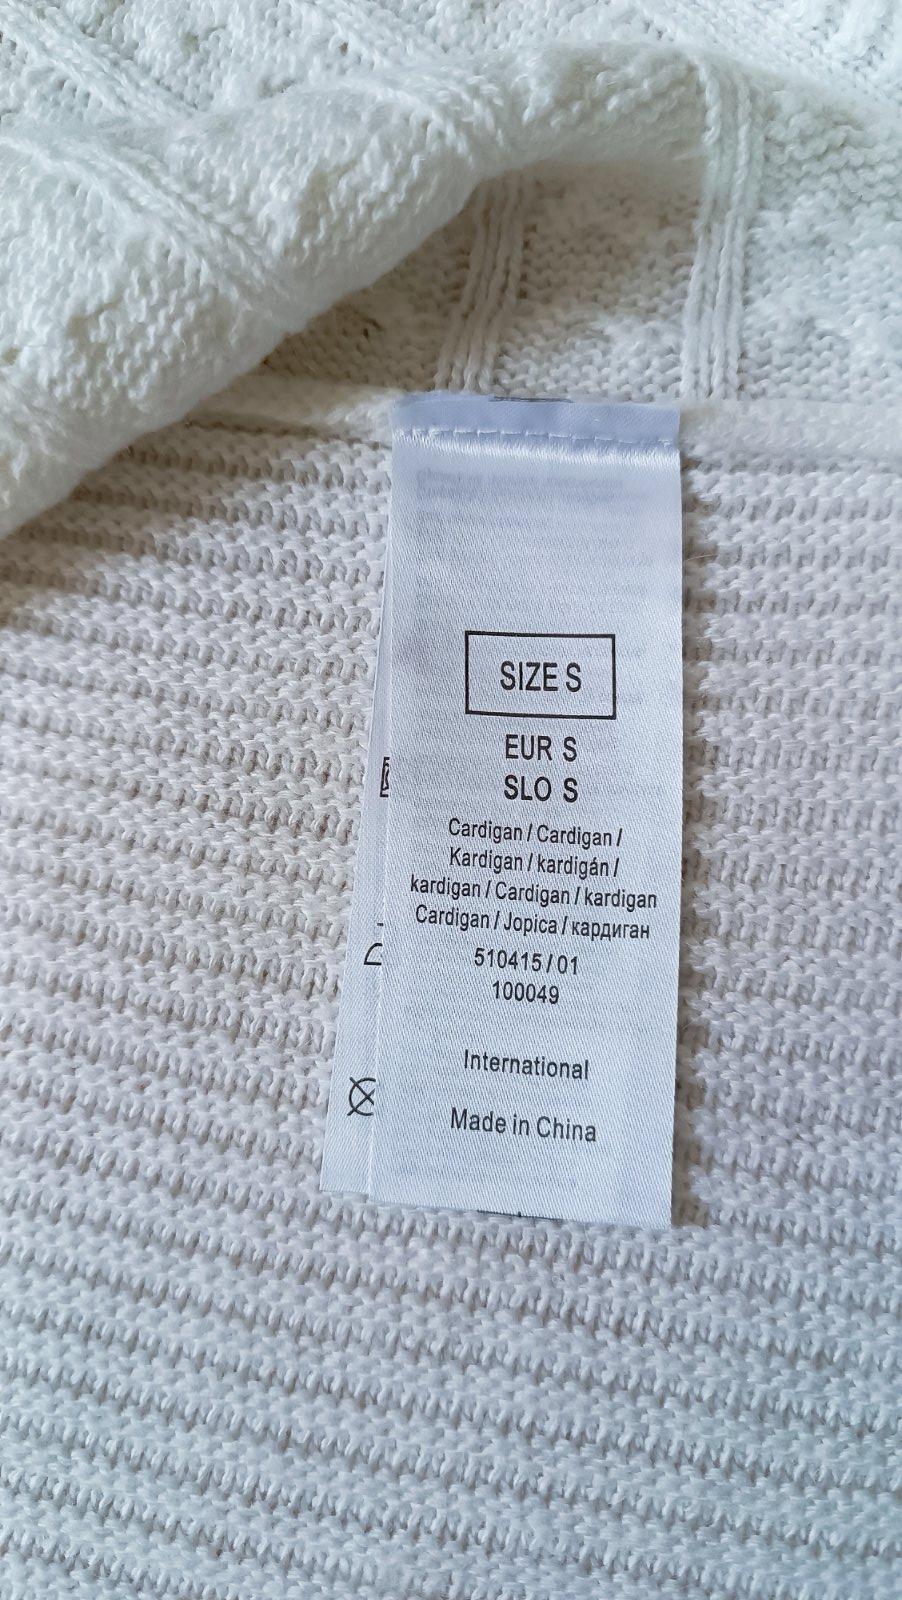 SIZE S
EUR S
SLO S
Cardigan / Cardigan /
Kardigan / kardigán /
kardigan / Cardigan / kardigan
Cardigan / Jopica / кардиган
510415 / 01
100049
International
Made in China